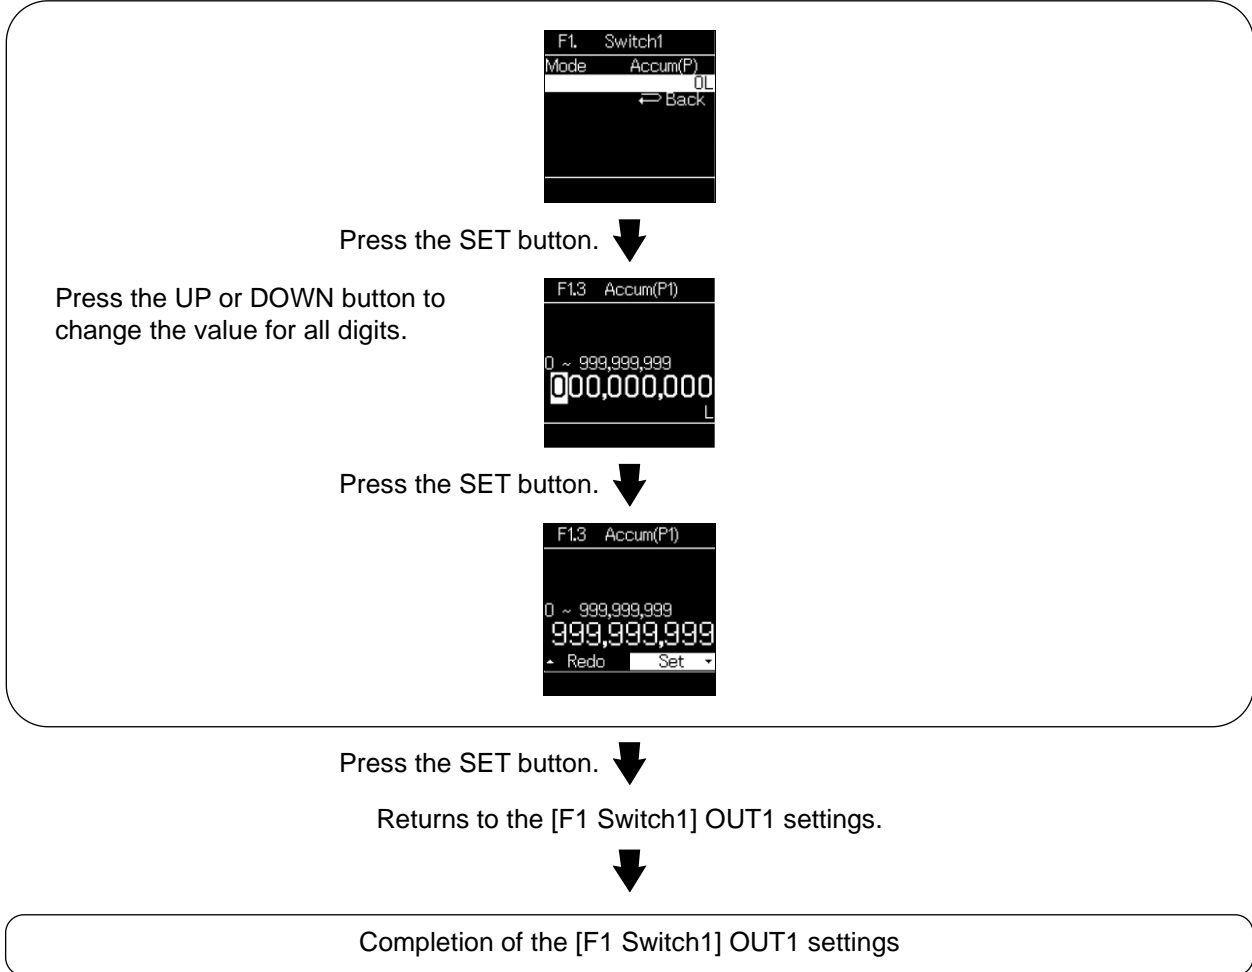 F1. Switch1
Mode Accum(P)
0L
Back
Press the SET button.
F1.3 Accum(P1)
Press the UP or DOWN button to
change the value for all digits.
0 ~ 999,999,999
000,000,000
L
Press the SET button.
F1.3 Accum(P1)
0 ~ 999,999,999
999,999,999
Redo Set
Press the SET button.
Returns to the [F1 Switch1] OUT1 settings.
Completion of the [F1 Switch1] OUT1 settings